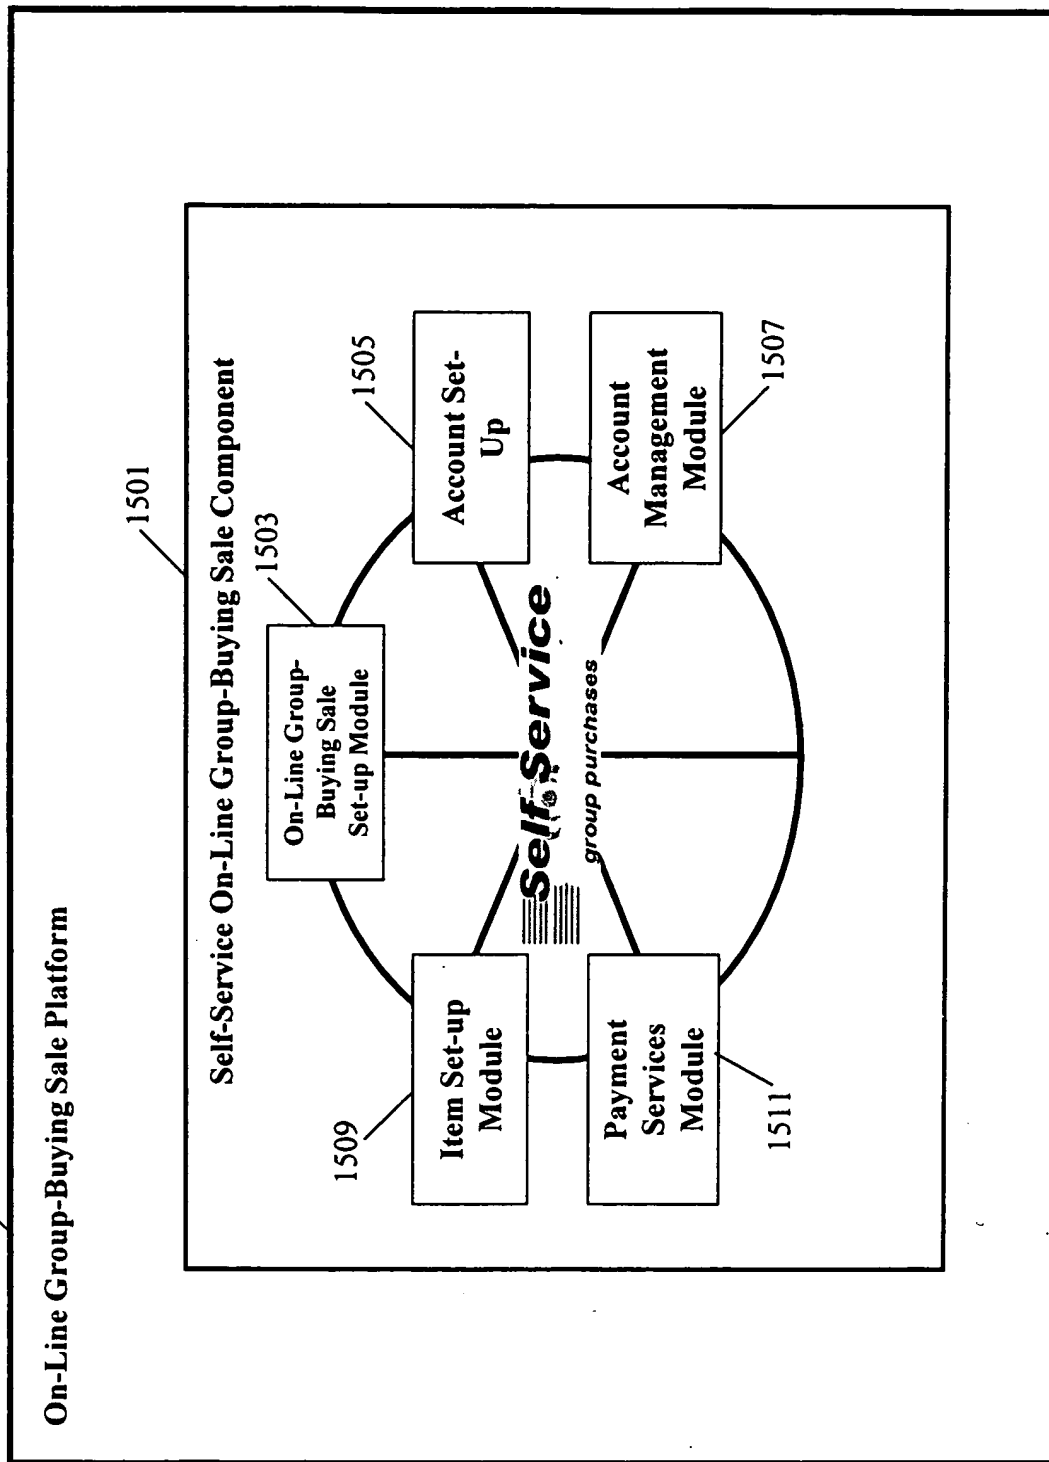 On-Line Group-Buying Sale Platform
1501
Self-Service On-Line Group-Buying Sale Component
1503
On-Line Group-
Buying Sale
Set-up Module
1505
Account Set-
Up
1509
Item Set-up
Module
Self-Service
group purchases
Account
Management
Module
1507
Payment
Services
Module
1511